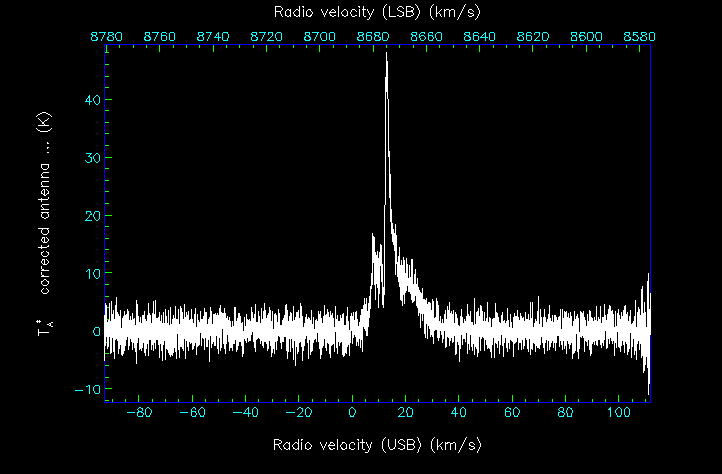 Radio velocity (LSB) (km/s)
8780 8760 8740 8720 8700 8680 8660 8640 8620 8600 8580
40
30
20
10
0
−10
T_A^* corrected antenna ... (K)
−80 −60 −40 −20 0 20 40 60 80 100
Radio velocity (USB) (km/s)